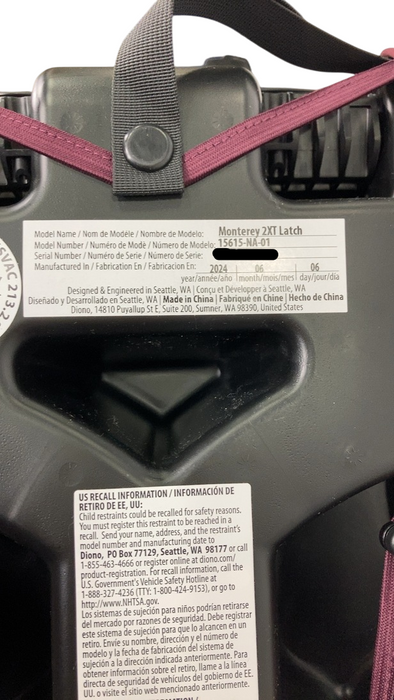 Model Name / Nom de Modèle / Nombre de Modelo: Monterey 2XT Latch
Model Number / Numéro de Mode / Número de Modelo: 15615-NA-01
Serial Number / Numéro de Serie / Número de Serie:
Manufactured in / Fabrication En / Fabricacion En: 2024 | 06 | 06
year/année/año | month/mois/mes | day/jour/día
Designed & Engineered in Seattle, WA | Conçu et Développer à Seattle, WA
Diseñado y Desarrollado en Seattle, WA | Made in China | Fabriqué en Chine | Hecho de China
Diono, 14810 Puyallup St E, Suite 200, Sumner, WA 98390, United States
VAC 213.2
US RECALL INFORMATION / INFORMACIÓN DE
RETIRO DE EE, UU:
Child restraints could be recalled for safety reasons.
You must register this restraint to be reached in a
recall. Send your name, address, and the restraint's
model number and manufacturing date to
Diono, PO Box 77129, Seattle, WA 98177 or call
1-855-463-4666 or register online at diono.com/
product-registration. For recall information, call the
U.S. Government's Vehicle Safety Hotline at
1-888-327-4236 (TTY: 1-800-424-9153), or go to
http://www.NHTSA.gov.
Los sistemas de sujeción para niños podrían retirarse
del mercado por razones de seguridad. Debe registrar
este sistema de sujeción para que lo alcancen en un
retiro. Envíe su nombre, dirección y el número de
modelo y la fecha de fabricación del sistema de
sujeción a la dirección indicada anteriormente. Para
obtener información sobre el retiro, llame a la línea
directa de seguridad de vehículos del gobierno de EE.
UU. o visite el sitio web mencionado anteriormente.